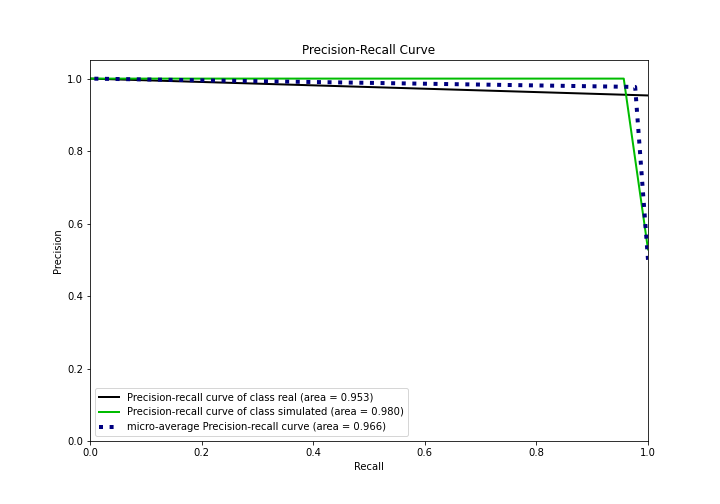 Precision-Recall Curve
1.0
0.8
0.6
0.4
0.2
0.0
Precision
Precision-recall curve of class real (area = 0.953)
Precision-recall curve of class simulated (area = 0.980)
micro-average Precision-recall curve (area = 0.966)
0.0 0.2 0.4 0.6 0.8 1.0
Recall